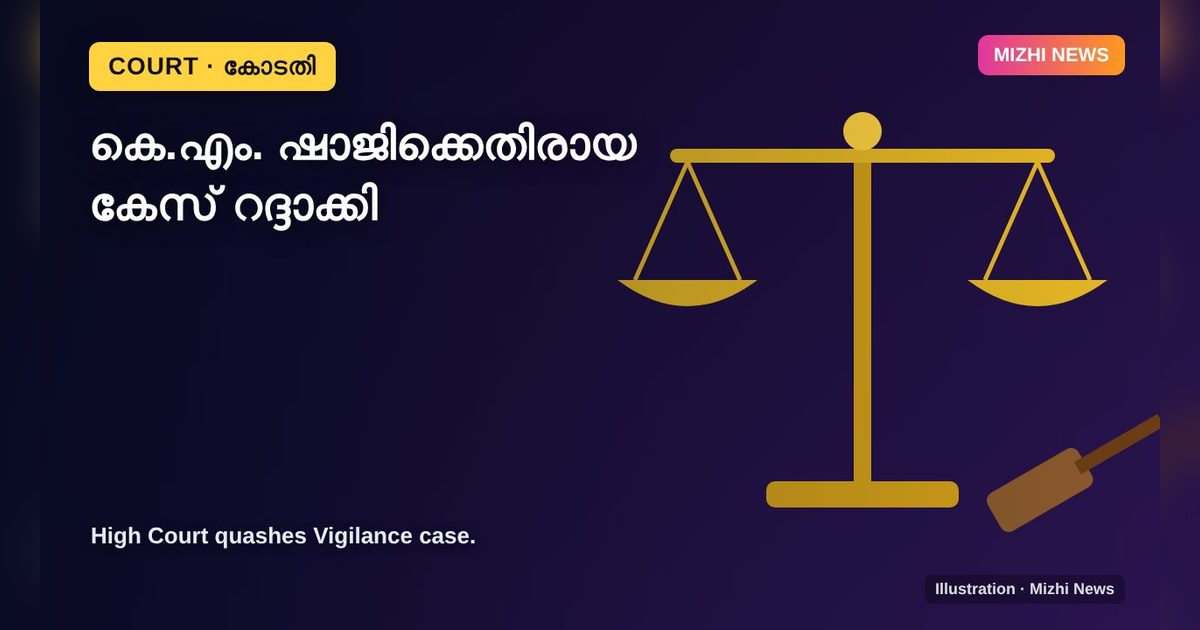 COURT · കോടതി
MIZHI NEWS
കെ.എം. ഷാജിക്കെതിരായ
കേസ് റദ്ദാക്കി
High Court quashes Vigilance case.
Illustration · Mizhi News